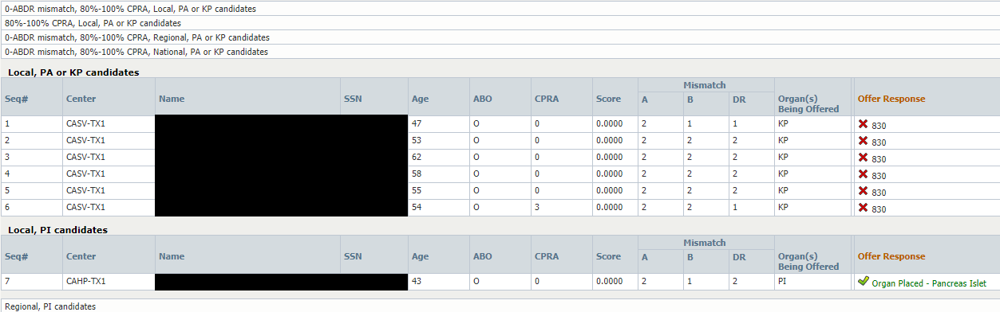 0-ABDR mismatch, 80%-100% CPRA, Local, PA or KP candidates
80%-100% CPRA, Local, PA or KP candidates
0-ABDR mismatch, 80%-100% CPRA, Regional, PA or KP candidates
0-ABDR mismatch, 80%-100% CPRA, National, PA or KP candidates
Local, PA or KP candidates
Seq# Center Name SSN Age ABO CPRA Score Mismatch A B DR Organ(s) Being Offered Offer Response
1 CASV-TX1 47 O 0 0.0000 2 1 1 KP 830
2 CASV-TX1 53 O 0 0.0000 2 2 2 KP 830
3 CASV-TX1 62 O 0 0.0000 2 2 2 KP 830
4 CASV-TX1 58 O 0 0.0000 2 2 2 KP 830
5 CASV-TX1 55 O 0 0.0000 2 2 2 KP 830
6 CASV-TX1 54 O 3 0.0000 2 2 1 KP 830
Local, PI candidates
Seq# Center Name SSN Age ABO CPRA Score Mismatch A B DR Organ(s) Being Offered Offer Response
7 CAHP-TX1 43 O 0 0.0000 2 1 2 PI Organ Placed - Pancreas Islet
Regional, PI candidates